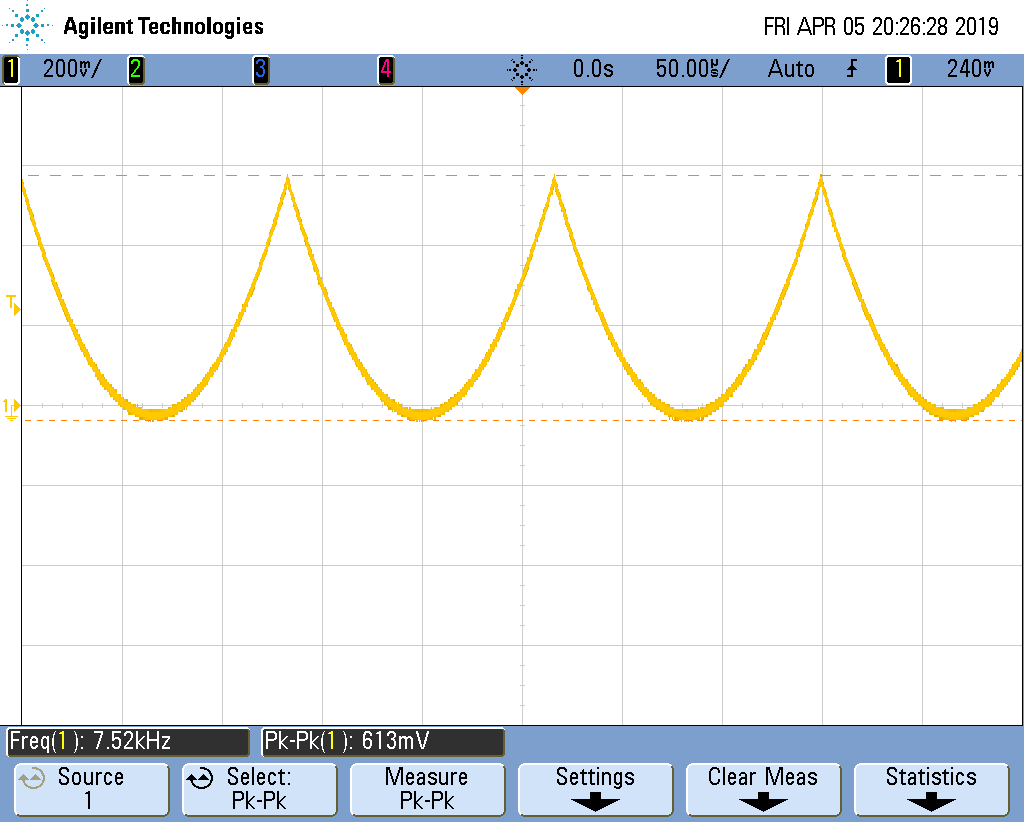 Agilent Technologies FRI APR 05 20:26:28 2019
1 200mV/ 2 3 4 0.0s 50.00µs/ Auto 1 240mV
T
1
Freq(1): 7.52kHz Pk-Pk(1): 613mV
Source Select: Measure Settings Clear Meas Statistics
1 Pk-Pk Pk-Pk